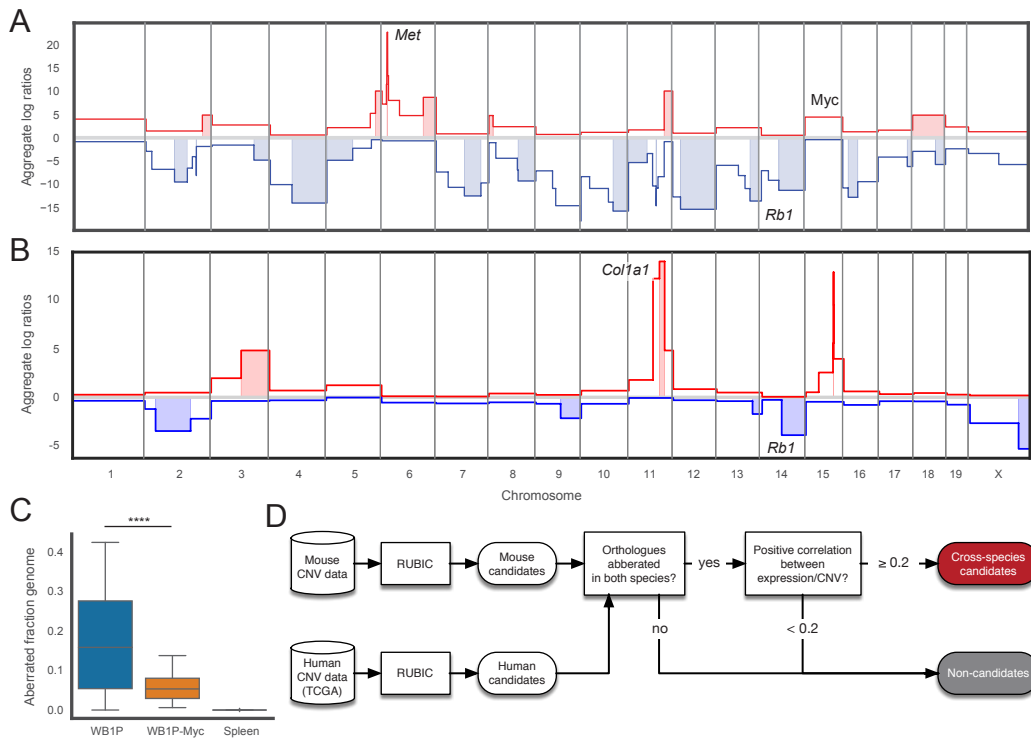 A
Aggregate log ratios
20
15
10
5
0
−5
−10
−15
Met
Myc
Rb1
B
Aggregate log ratios
15
10
5
0
-5
Col1a1
Rb1
1 2 3 4 5 6 7 8 9 10 11 12 13 14 15 16 17 18 19 X
Chromosome
C
****
Aberrated fraction genome
0.4
0.3
0.2
0.1
0.0
WB1P WB1P-Myc Spleen
D
Mouse
CNV data
RUBIC
Mouse
candidates
Orthologues
abberated
in both species?
yes
Positive correlation
between
expression/CNV?
≥ 0.2
Cross-species
candidates
no
< 0.2
Human
CNV data
(TCGA)
RUBIC
Human
candidates
Non-candidates